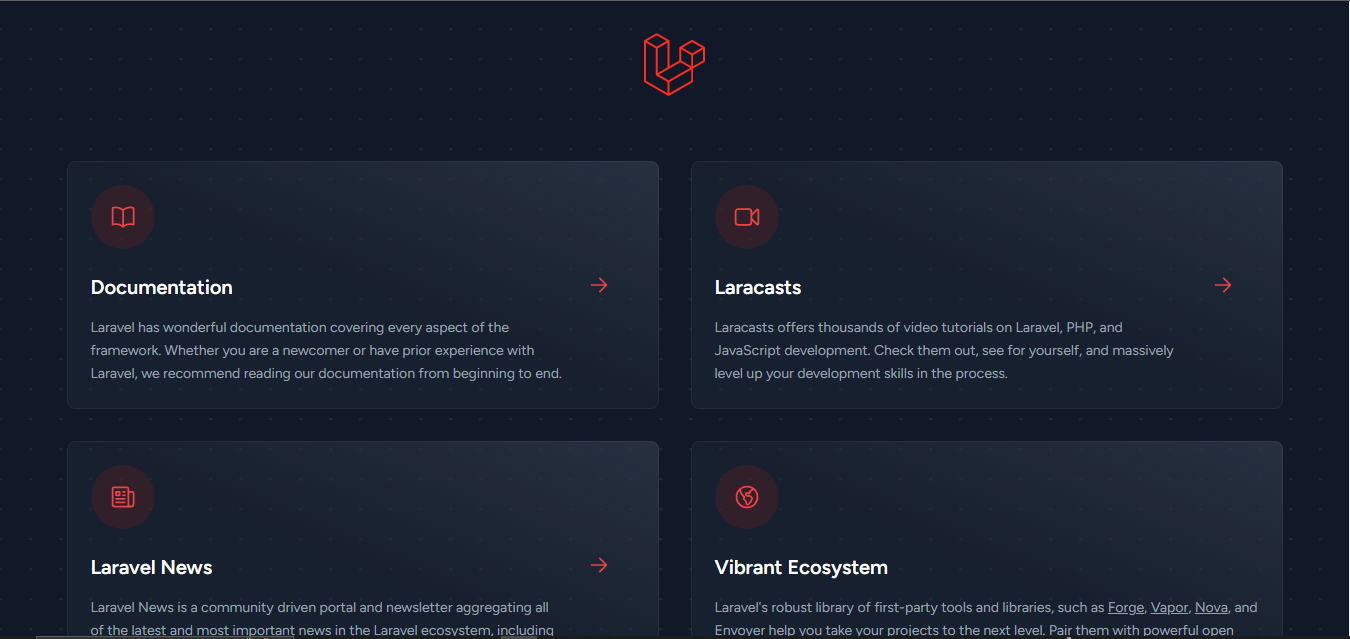 Documentation
Laravel has wonderful documentation covering every aspect of the
framework. Whether you are a newcomer or have prior experience with
Laravel, we recommend reading our documentation from beginning to end.
Laracasts
Laracasts offers thousands of video tutorials on Laravel, PHP, and
JavaScript development. Check them out, see for yourself, and massively
level up your development skills in the process.
Laravel News
Laravel News is a community driven portal and newsletter aggregating all
of the latest and most important news in the Laravel ecosystem, including
Vibrant Ecosystem
Laravel's robust library of first-party tools and libraries, such as Forge, Vapor, Nova, and
Envoyer help you take your projects to the next level. Pair them with powerful open